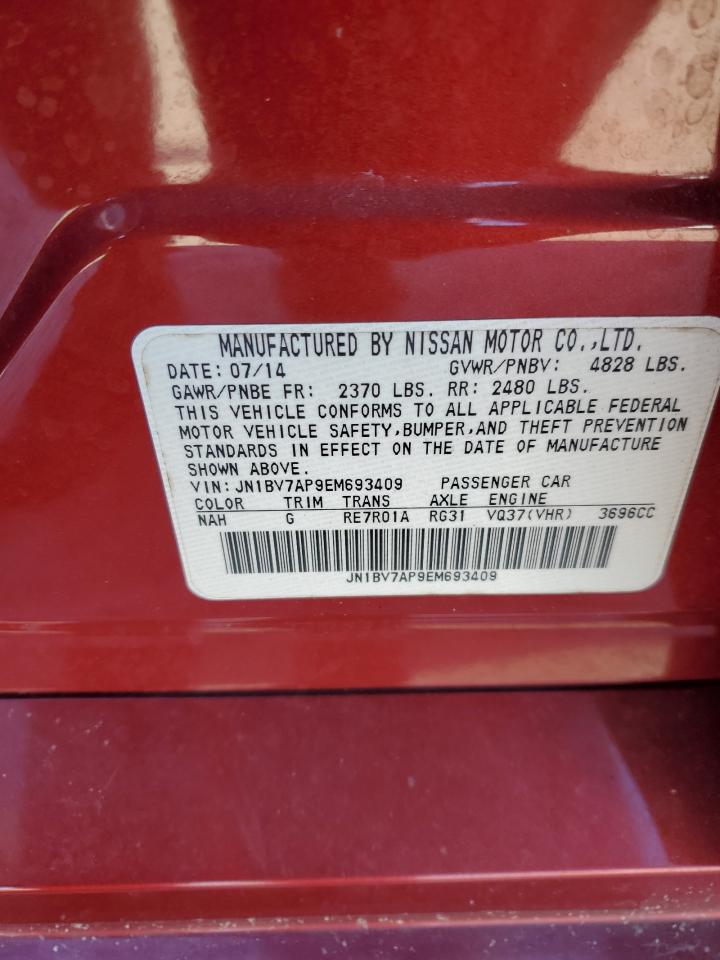 MANUFACTURED BY NISSAN MOTOR CO.,LTD.
DATE: 07/14 GVWR/PNBV: 4828 LBS.
GAWR/PNBE FR: 2370 LBS. RR: 2480 LBS.
THIS VEHICLE CONFORMS TO ALL APPLICABLE FEDERAL
MOTOR VEHICLE SAFETY,BUMPER,AND THEFT PREVENTION
STANDARDS IN EFFECT ON THE DATE OF MANUFACTURE
SHOWN ABOVE.
VIN: JN1BV7AP9EM693409 PASSENGER CAR
COLOR TRIM TRANS AXLE ENGINE
NAH G RE7R01A RG31 VQ37(VHR) 3696CC
JN1BV7AP9EM693409